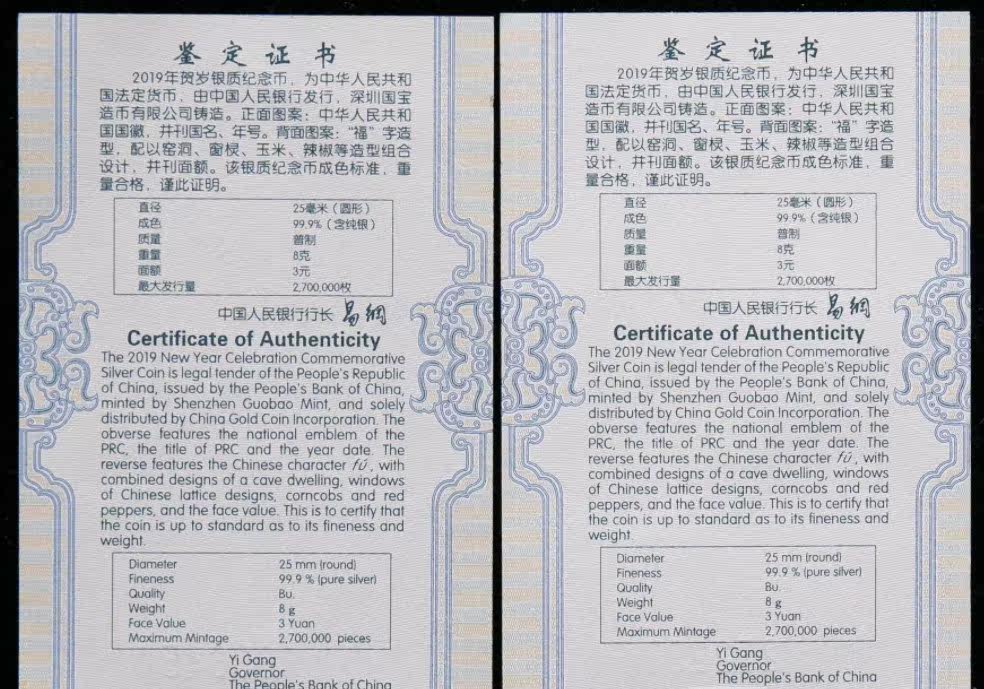 鉴定证书
2019年贺岁银质纪念币，为中华人民共和
国法定货币，由中国人民银行发行，深圳国宝
造币有限公司铸造。正面图案：中华人民共和
国国徽，并刊国名、年号。背面图案：“福”字造
型，配以窑洞、窗棂、玉米、辣椒等造型组合
设计，并刊面额。该银质纪念币成色标准，重
量合格，谨此证明。
直径 25毫米（圆形）
成色 99.9%（含纯银）
质量 普制
重量 8克
面额 3元
最大发行量 2,700,000枚
中国人民银行行长 易纲
Certificate of Authenticity
The 2019 New Year Celebration Commemorative
Silver Coin is legal tender of the People's Republic
of China, issued by the People's Bank of China,
minted by Shenzhen Guobao Mint, and solely
distributed by China Gold Coin Incorporation. The
obverse features the national emblem of the
PRC, the title of PRC and the year date. The
reverse features the Chinese character fú, with
combined designs of a cave dwelling, windows
of Chinese lattice designs, corncobs and red
peppers, and the face value. This is to certify that
the coin is up to standard as to its fineness and
weight.
Diameter 25 mm (round)
Fineness 99.9 % (pure silver)
Quality Bu.
Weight 8 g
Face Value 3 Yuan
Maximum Mintage 2,700,000 pieces
Yi Gang
Governor
The People's Bank of China
鉴定证书
2019年贺岁银质纪念币，为中华人民共和
国法定货币，由中国人民银行发行，深圳国宝
造币有限公司铸造。正面图案：中华人民共和
国国徽，并刊国名、年号。背面图案：“福”字造
型，配以窑洞、窗棂、玉米、辣椒等造型组合
设计，并刊面额。该银质纪念币成色标准，重
量合格，谨此证明。
直径 25毫米（圆形）
成色 99.9%（含纯银）
质量 普制
重量 8克
面额 3元
最大发行量 2,700,000枚
中国人民银行行长 易纲
Certificate of Authenticity
The 2019 New Year Celebration Commemorative
Silver Coin is legal tender of the People's Republic
of China, issued by the People's Bank of China,
minted by Shenzhen Guobao Mint, and solely
distributed by China Gold Coin Incorporation. The
obverse features the national emblem of the
PRC, the title of PRC and the year date. The
reverse features the Chinese character fú, with
combined designs of a cave dwelling, windows
of Chinese lattice designs, corncobs and red
peppers, and the face value. This is to certify that
the coin is up to standard as to its fineness and
weight.
Diameter 25 mm (round)
Fineness 99.9 % (pure silver)
Quality Bu.
Weight 8 g
Face Value 3 Yuan
Maximum Mintage 2,700,000 pieces
Yi Gang
Governor
The People's Bank of China